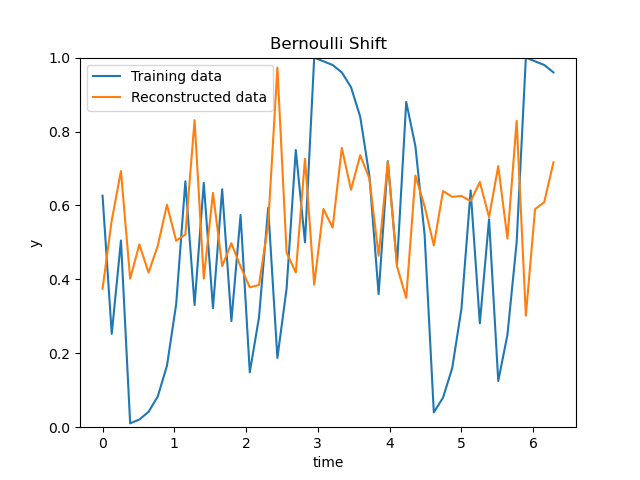 Bernoulli Shift
Training data
Reconstructed data
y
1.0
0.8
0.6
0.4
0.2
0.0
0 1 2 3 4 5 6
time